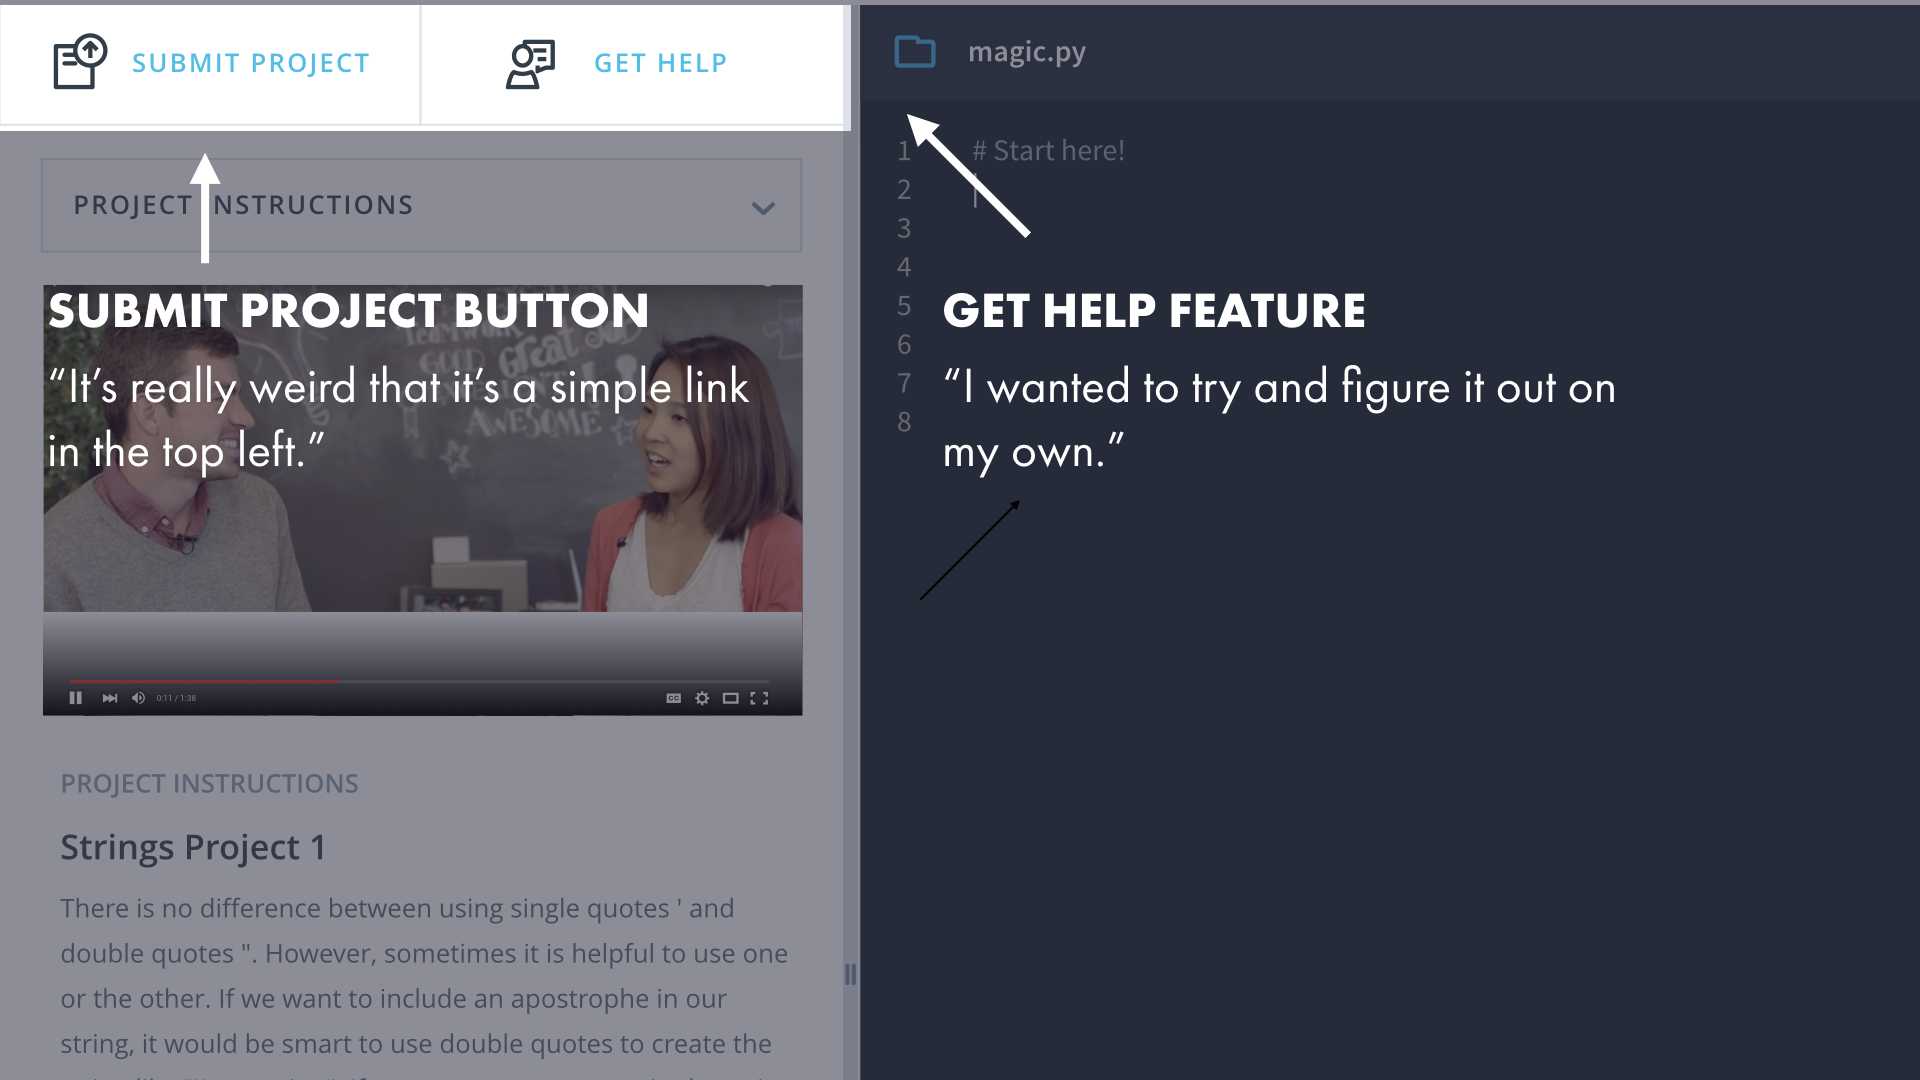 SUBMIT PROJECT
GET HELP
magic.py
PROJECT INSTRUCTIONS
1 # Start here!
2
3
4
5
6
7
8
SUBMIT PROJECT BUTTON
“It’s really weird that it’s a simple link
in the top left.”
GET HELP FEATURE
“I wanted to try and figure it out on
my own.”
GOOD great
AWESOME
0:11 / 1:38
CC
PROJECT INSTRUCTIONS
Strings Project 1
There is no difference between using single quotes ' and
double quotes ". However, sometimes it is helpful to use one
or the other. If we want to include an apostrophe in our
string, it would be smart to use double quotes to create the